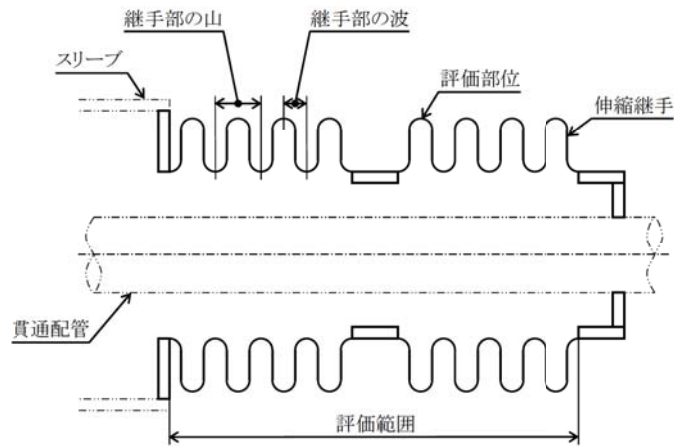 継手部の山
継手部の波
スリーブ
評価部位
伸縮継手
貫通配管
評価範囲